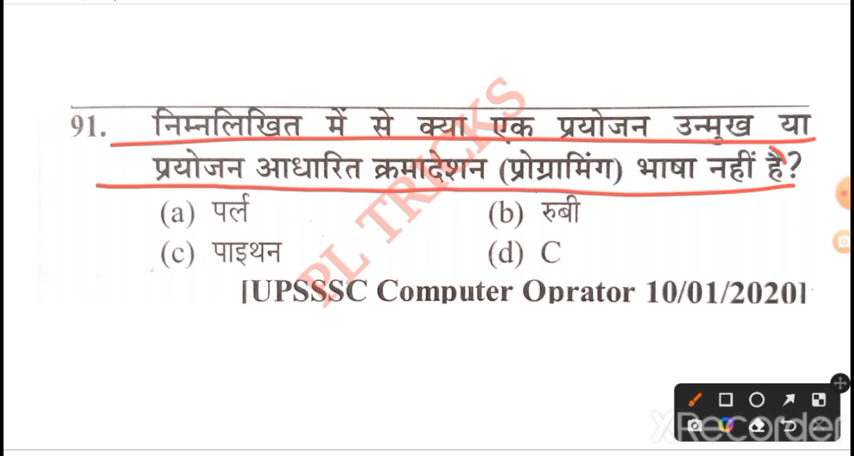 91. निम्नलिखित में से क्या एक प्रयोजन उन्मुख या
प्रयोजन आधारित क्रमादेशन (प्रोग्रामिंग) भाषा नहीं है?
(a) पर्ल (b) रुबी
(c) पाइथन (d) C
[UPSSSC Computer Oprator 10/01/2020]
PL TRICKS
XRecorder